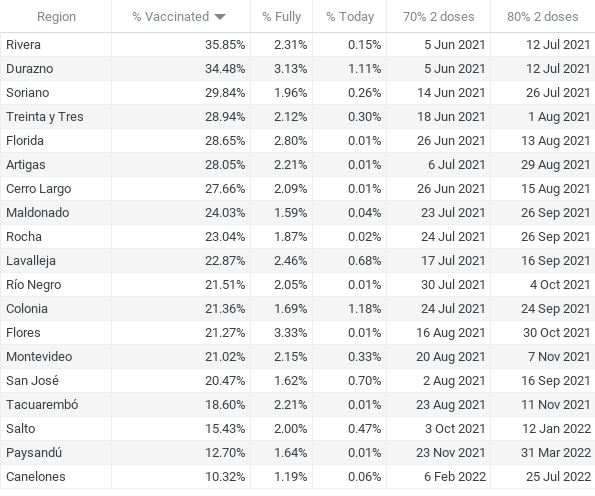 Region % Vaccinated % Fully % Today 70% 2 doses 80% 2 doses
Rivera 35.85% 2.31% 0.15% 5 Jun 2021 12 Jul 2021
Durazno 34.48% 3.13% 1.11% 5 Jun 2021 12 Jul 2021
Soriano 29.84% 1.96% 0.26% 14 Jun 2021 26 Jul 2021
Treinta y Tres 28.94% 2.12% 0.30% 18 Jun 2021 1 Aug 2021
Florida 28.65% 2.80% 0.01% 26 Jun 2021 13 Aug 2021
Artigas 28.05% 2.21% 0.01% 6 Jul 2021 29 Aug 2021
Cerro Largo 27.66% 2.09% 0.01% 26 Jun 2021 15 Aug 2021
Maldonado 24.03% 1.59% 0.04% 23 Jul 2021 26 Sep 2021
Rocha 23.04% 1.87% 0.02% 24 Jul 2021 26 Sep 2021
Lavalleja 22.87% 2.46% 0.68% 17 Jul 2021 16 Sep 2021
Río Negro 21.51% 2.05% 0.01% 30 Jul 2021 4 Oct 2021
Colonia 21.36% 1.69% 1.18% 24 Jul 2021 24 Sep 2021
Flores 21.27% 3.33% 0.01% 16 Aug 2021 30 Oct 2021
Montevideo 21.02% 2.15% 0.33% 20 Aug 2021 7 Nov 2021
San José 20.47% 1.62% 0.70% 2 Aug 2021 16 Sep 2021
Tacuarembó 18.60% 2.21% 0.01% 23 Aug 2021 11 Nov 2021
Salto 15.43% 2.00% 0.47% 3 Oct 2021 12 Jan 2022
Paysandú 12.70% 1.64% 0.01% 23 Nov 2021 31 Mar 2022
Canelones 10.32% 1.19% 0.06% 6 Feb 2022 25 Jul 2022